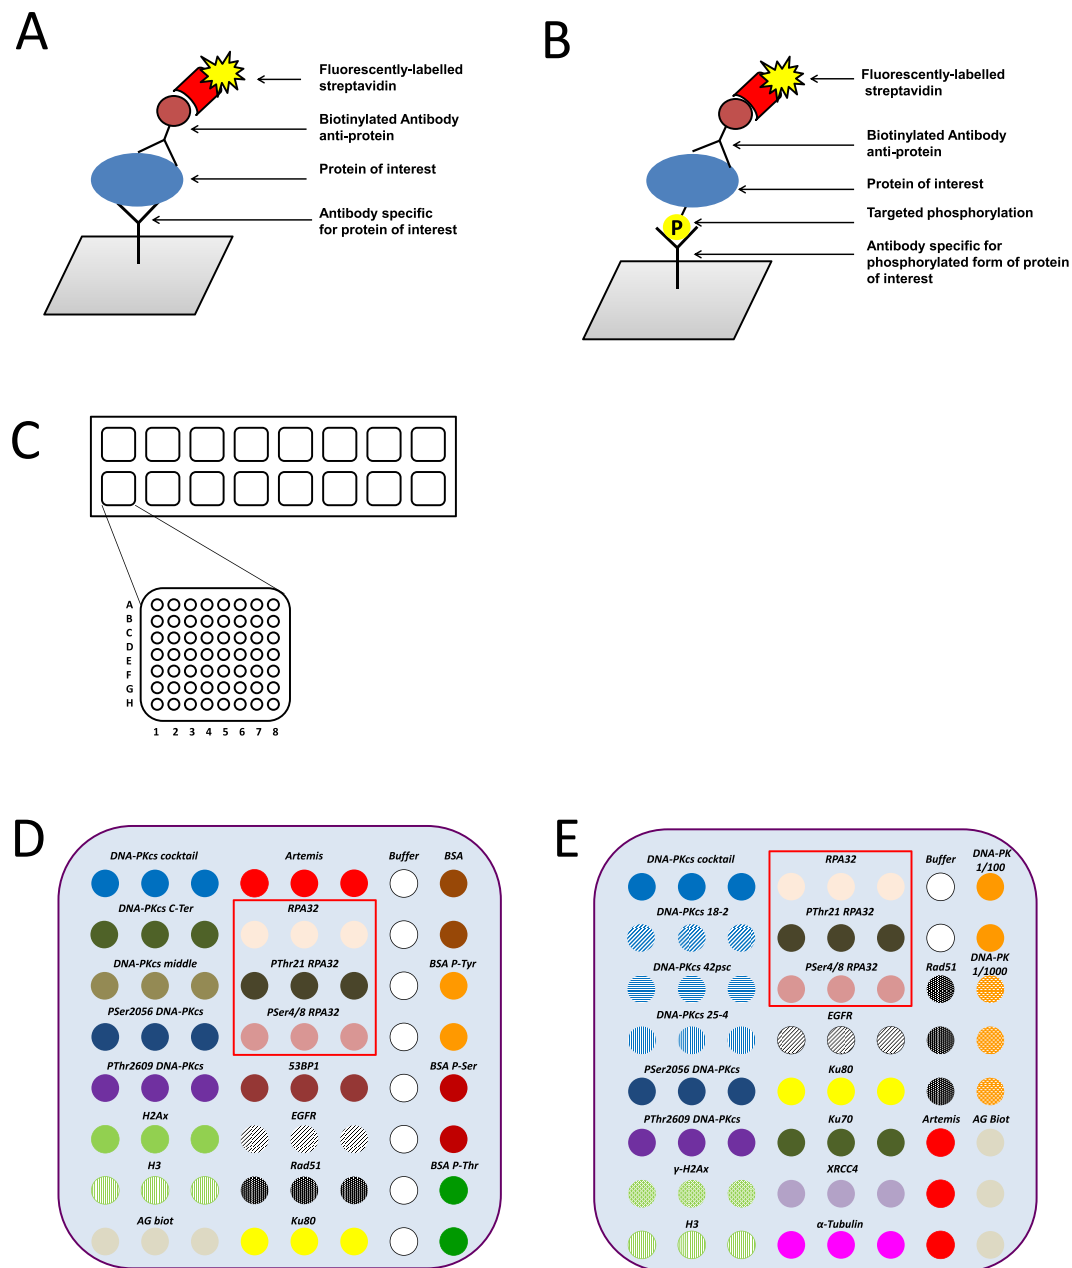 A
Fluorescently-labelled
streptavidin
Biotinylated Antibody
anti-protein
Protein of interest
Antibody specific
for protein of interest
B
Fluorescently-labelled
streptavidin
Biotinylated Antibody
anti-protein
Protein of interest
Targeted phosphorylation
P
Antibody specific for
phosphorylated form of protein
of interest
C
A
B
C
D
E
F
G
H
1 2 3 4 5 6 7 8
D
DNA-PKcs cocktail Artemis Buffer BSA
DNA-PKcs C-Ter RPA32
DNA-PKcs middle PThr21 RPA32 BSA P-Tyr
PSer2056 DNA-PKcs PSer4/8 RPA32
PThr2609 DNA-PKcs 53BP1 BSA P-Ser
H2Ax EGFR
H3 Rad51 BSA P-Thr
AG biot Ku80
E
DNA-PKcs cocktail RPA32 Buffer DNA-PK
1/100
DNA-PKcs 18-2 PThr21 RPA32
DNA-PKcs 42psc PSer4/8 RPA32 Rad51 DNA-PK
1/1000
DNA-PKcs 25-4 EGFR
PSer2056 DNA-PKcs Ku80
PThr2609 DNA-PKcs Ku70 Artemis AG Biot
γ-H2Ax XRCC4
H3 α-Tubulin